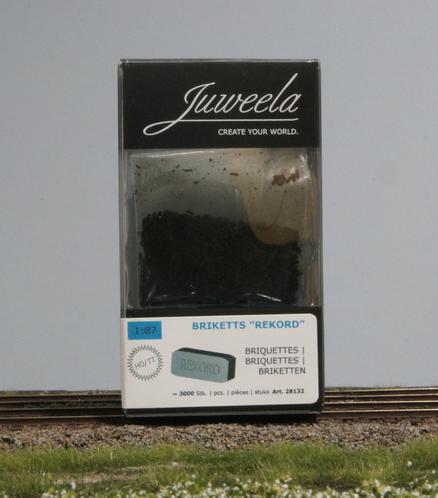 Juweela
CREATE YOUR WORLD.
1:87
BRIKETTS "REKORD"
HO/TT
REKORD
BRIQUETTES |
BRIQUETTES |
BRIKETTEN
≈ 3000 Stk. | pcs. | pièces | stuks Art. 28132